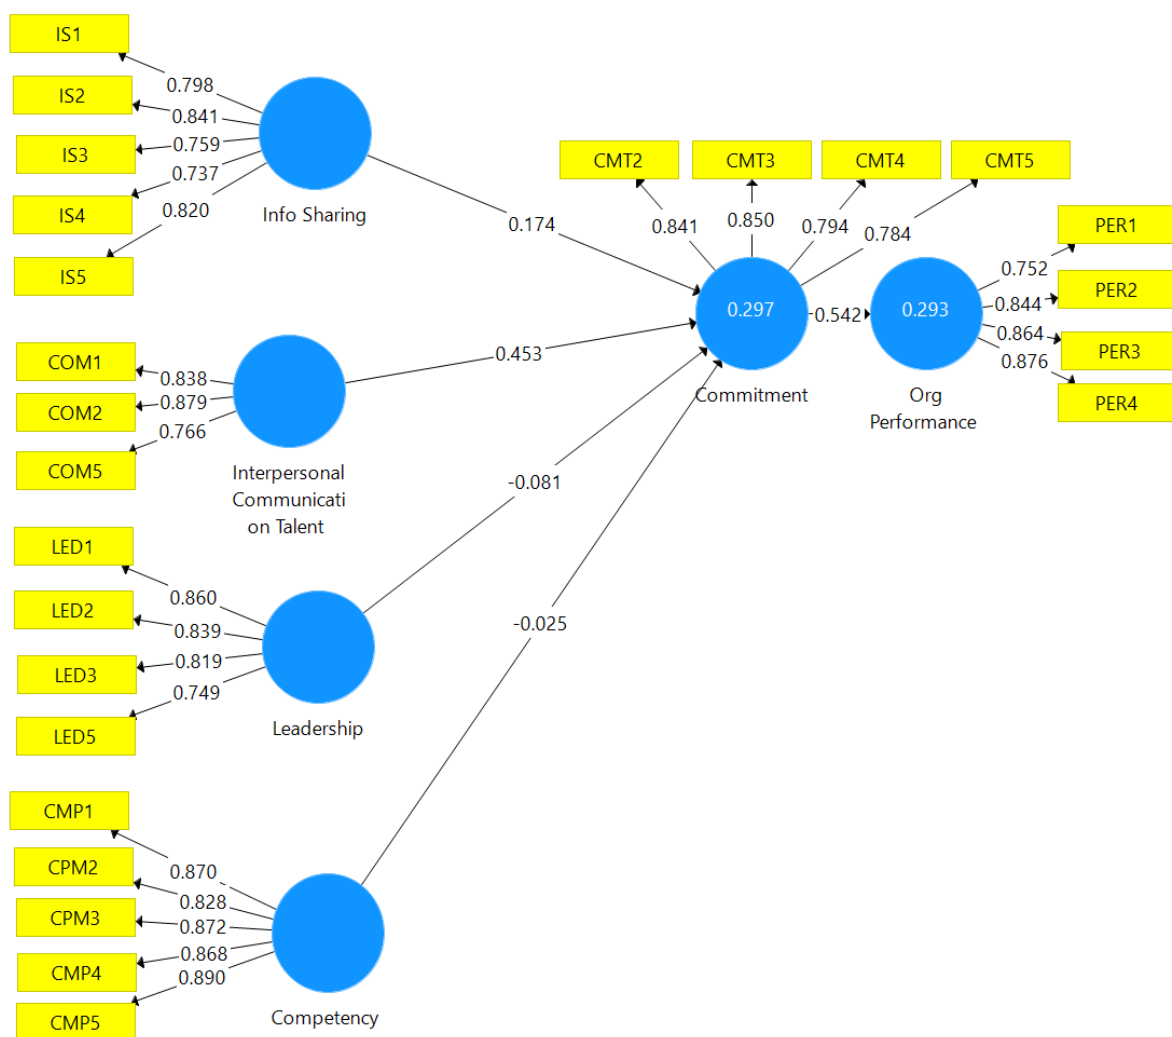 IS1
0.798
IS2
0.841
IS3
0.759
0.737
IS4
0.820
IS5
Info Sharing
0.174
CMT2
CMT3
CMT4
CMT5
0.841
0.850
0.794
0.784
0.297
Commitment
0.542
0.293
Org
Performance
PER1
0.752
PER2
0.844
0.864
PER3
0.876
PER4
COM1
0.838
COM2
0.879
0.766
COM5
Interpersonal
Communicati
on Talent
0.453
LED1
0.860
LED2
0.839
0.819
LED3
0.749
LED5
Leadership
-0.081
-0.025
CMP1
0.870
CPM2
0.828
CPM3
0.872
0.868
CMP4
0.890
CMP5
Competency